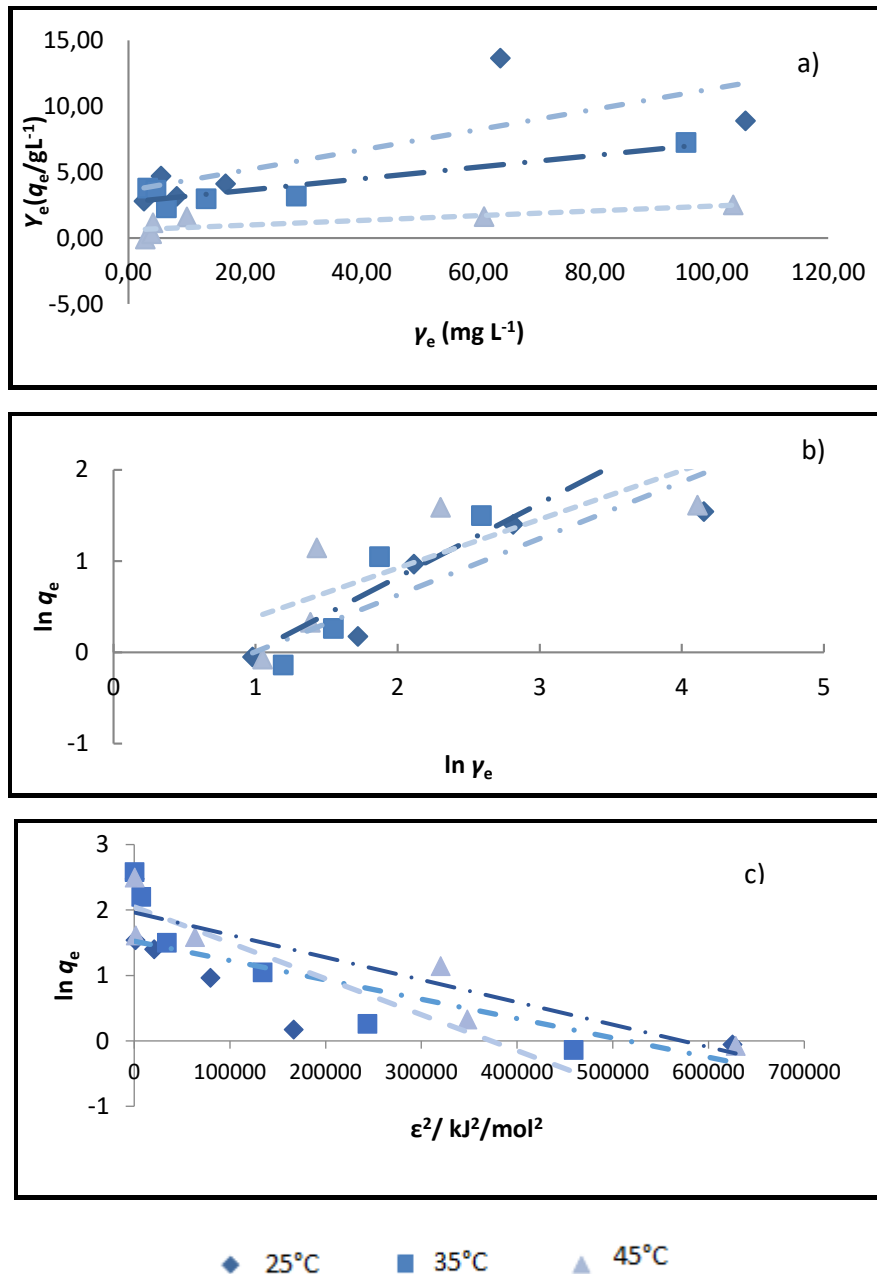 a)
15,00
10,00
5,00
0,00
-5,00
Yₑ(qₑ/gL⁻¹)
0,00 20,00 40,00 60,00 80,00 100,00 120,00
γₑ (mg L⁻¹)
b)
2
1
0
-1
ln qₑ
0 1 2 3 4 5
ln γₑ
c)
3
2
1
0
-1
ln qₑ
0 100000 200000 300000 400000 500000 600000 700000
ε²/ kJ²/mol²
25°C 35°C 45°C